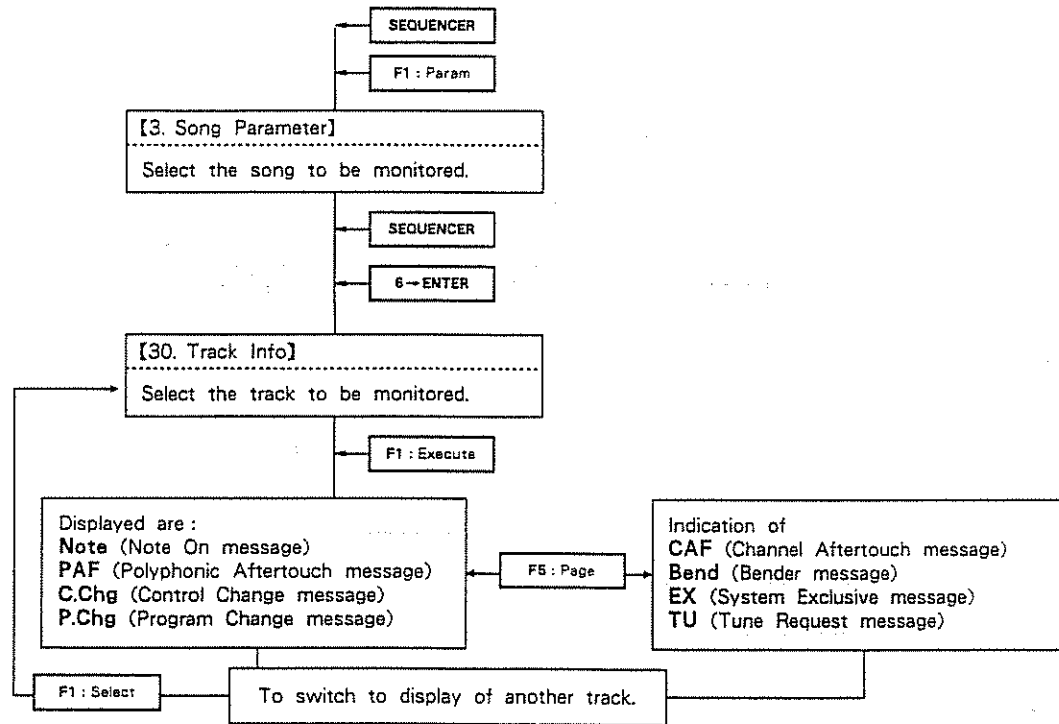 SEQUENCER
F1 : Param
【3. Song Parameter】
Select the song to be monitored.
SEQUENCER
6→ENTER
【30. Track Info】
Select the track to be monitored.
F1 : Execute
Displayed are :
Note (Note On message)
PAF (Polyphonic Aftertouch message)
C.Chg (Control Change message)
P.Chg (Program Change message)
F5 : Page
Indication of
CAF (Channel Aftertouch message)
Bend (Bender message)
EX (System Exclusive message)
TU (Tune Request message)
F1 : Select
To switch to display of another track.